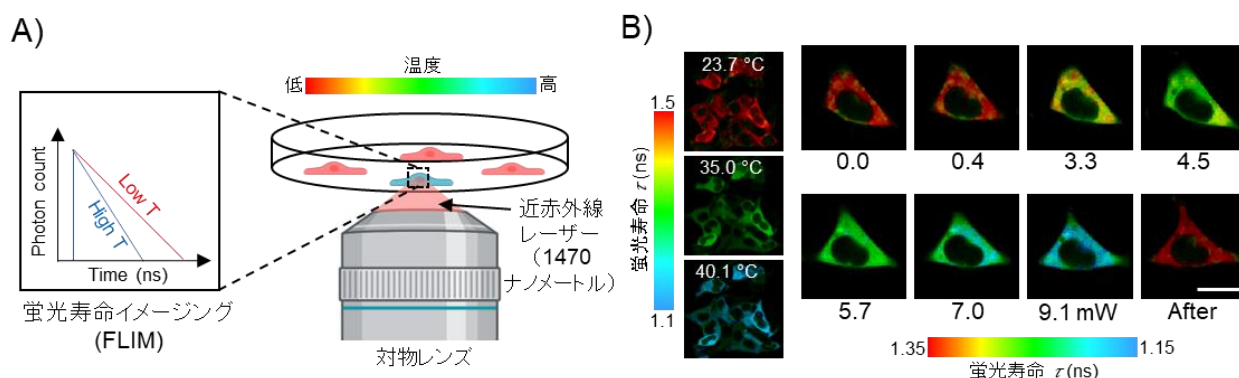 A)
温度
低
高
Photon count
Low T
High T
Time (ns)
蛍光寿命イメージング
(FLIM)
近赤外線
レーザー
(1470
ナノメートル)
対物レンズ
B)
1.5
蛍光寿命 τ (ns)
1.1
23.7 °C
35.0 °C
40.1 °C
0.0
0.4
3.3
4.5
5.7
7.0
9.1 mW
After
1.35
1.15
蛍光寿命 τ (ns)